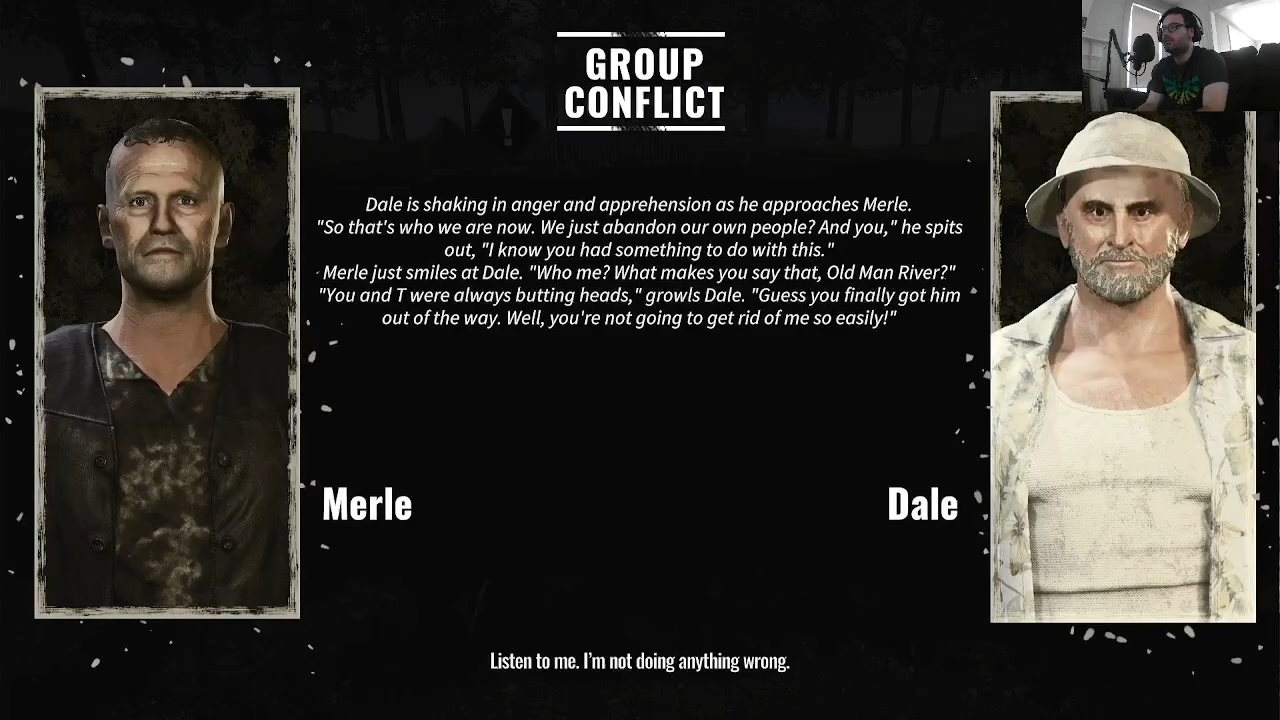 GROUP
CONFLICT
Dale is shaking in anger and apprehension as he approaches Merle.
"So that's who we are now. We just abandon our own people? And you," he spits
out, "I know you had something to do with this."
Merle just smiles at Dale. "Who me? What makes you say that, Old Man River?"
"You and T were always butting heads," growls Dale. "Guess you finally got him
out of the way. Well, you're not going to get rid of me so easily!"
Merle
Dale
Listen to me. I’m not doing anything wrong.